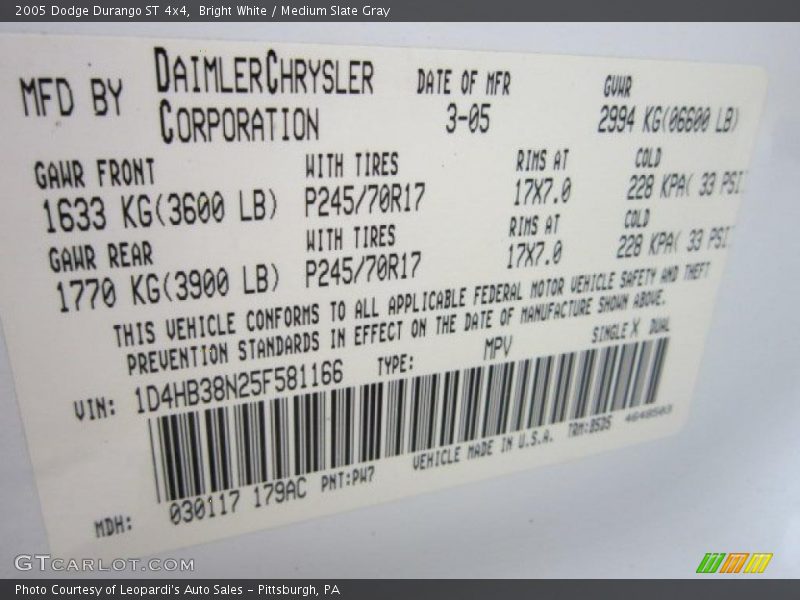 2005 Dodge Durango ST 4x4, Bright White / Medium Slate Gray
MFD BY DAIMLERCHRYSLER CORPORATION
DATE OF MFR 3-05
GVWR 2994 KG(06600 LB)
GAWR FRONT WITH TIRES RIMS AT COLD
1633 KG(3600 LB) P245/70R17 17X7.0 228 KPA( 33 PSI
GAWR REAR WITH TIRES RIMS AT COLD
1770 KG(3900 LB) P245/70R17 17X7.0 228 KPA( 33 PSI
THIS VEHICLE CONFORMS TO ALL APPLICABLE FEDERAL MOTOR VEHICLE SAFETY AND THEFT
PREVENTION STANDARDS IN EFFECT ON THE DATE OF MANUFACTURE SHOWN ABOVE.
VIN: 1D4HB38N25F581166 TYPE: MPV SINGLE X DUAL
MDH: 030117 179AC PNT:PW7 VEHICLE MADE IN U.S.A. TRM:BSDS 4648503
GTCARLOT.COM
Photo Courtesy of Leopardi's Auto Sales - Pittsburgh, PA